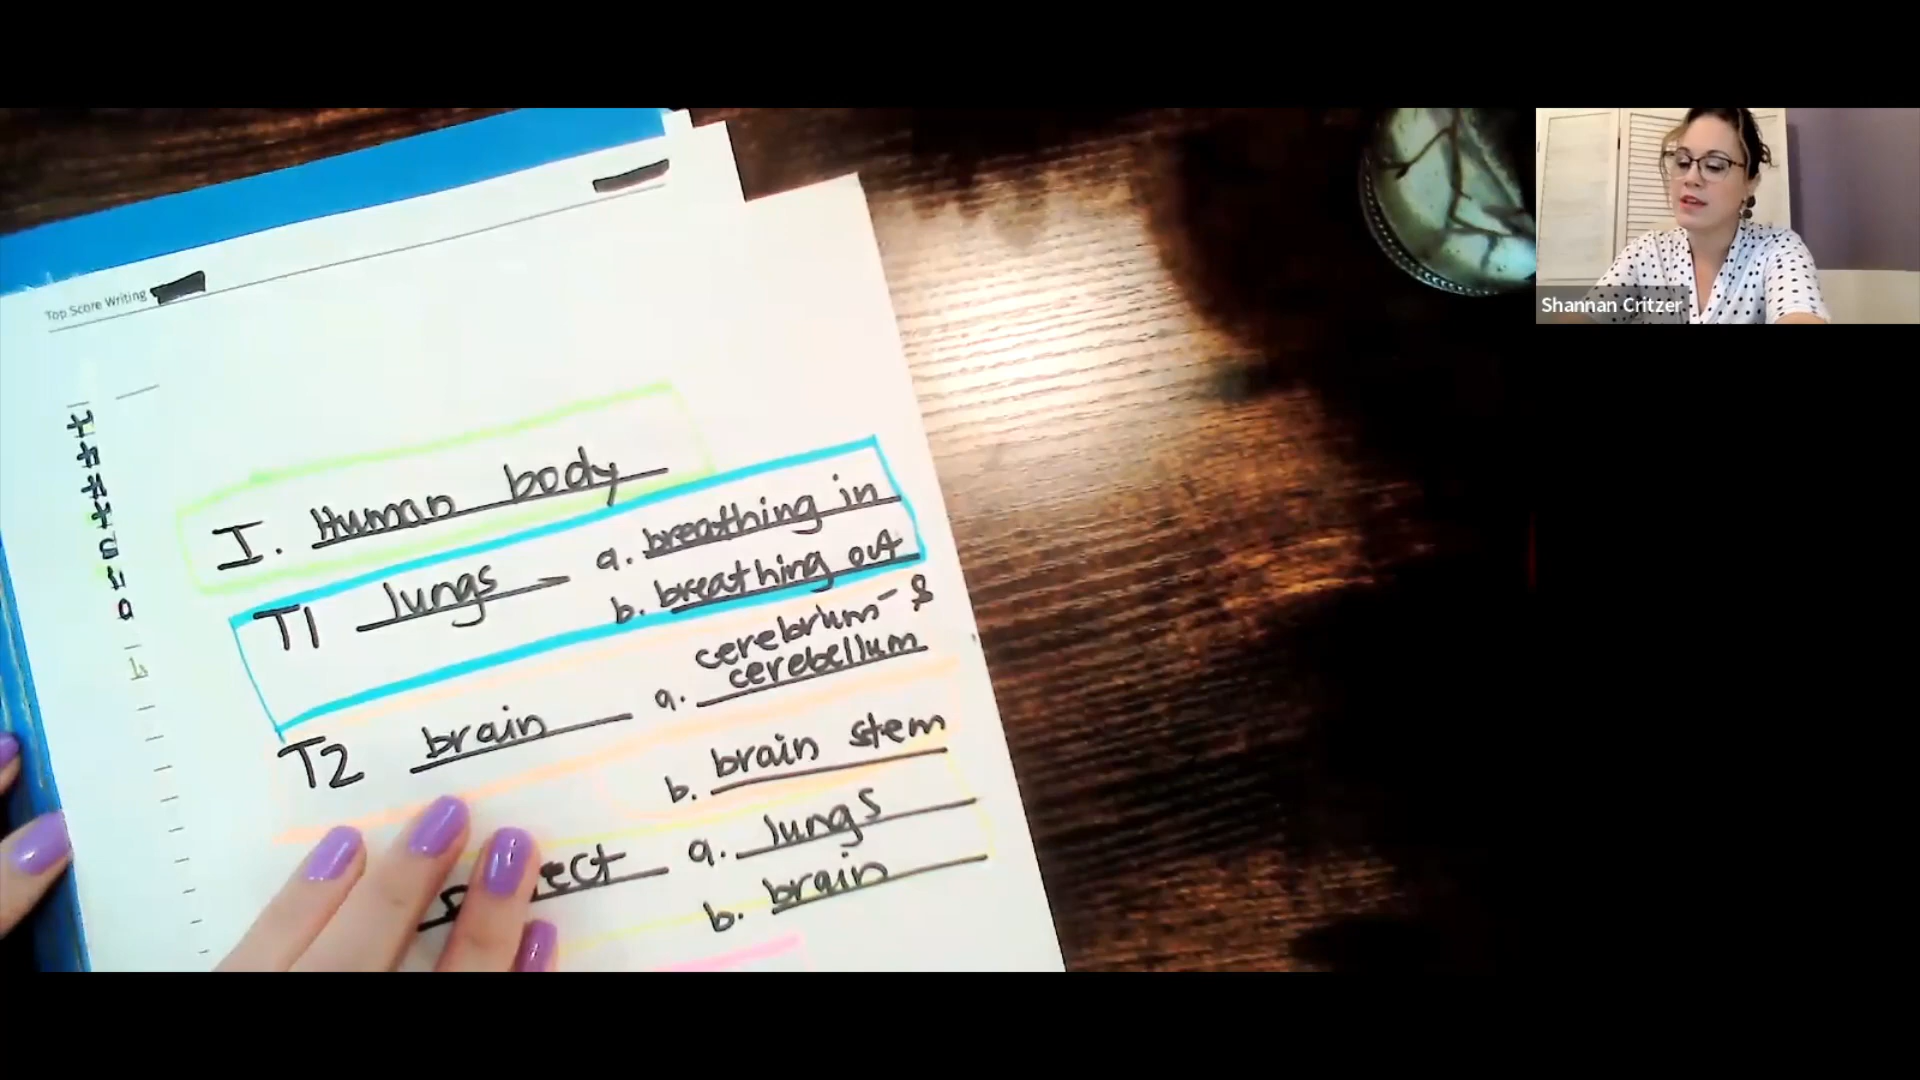 Top Score Writing
I. Human body
T1 lungs a. breathing in
b. breathing out
T2 brain a. cerebrum &
cerebellum
b. brain stem
a. lungs
b. brain
Shannan Critzer